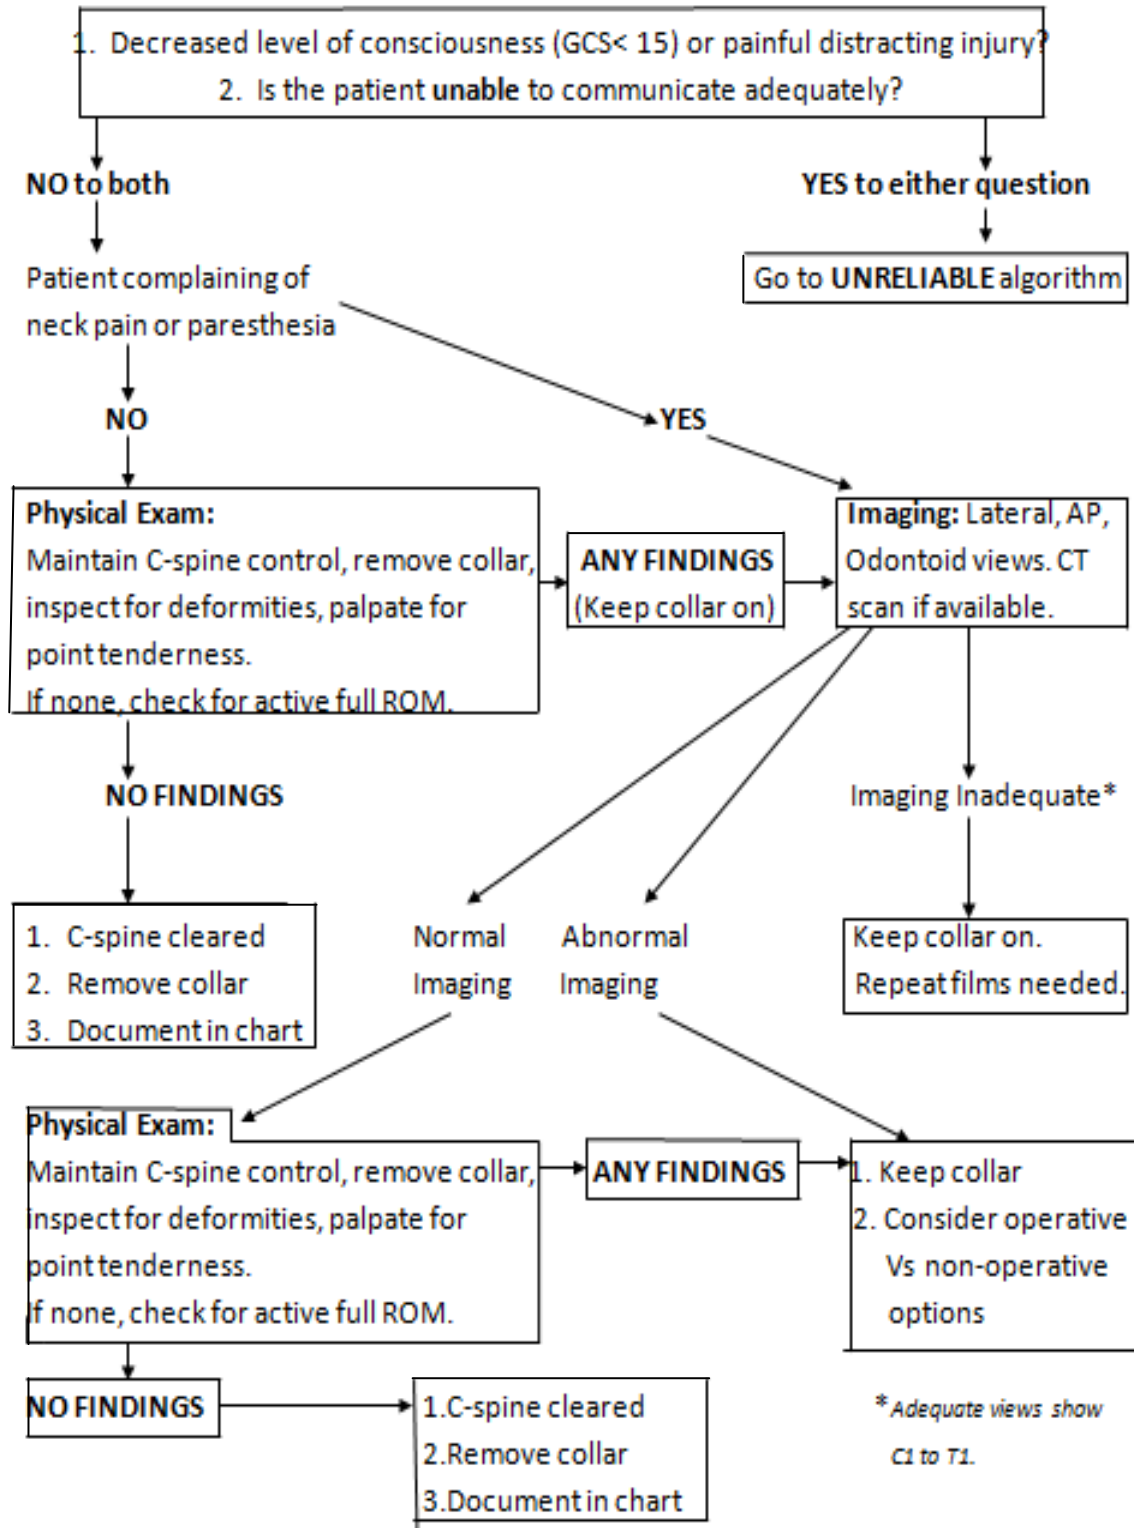 1. Decreased level of consciousness (GCS< 15) or painful distracting injury?
2. Is the patient unable to communicate adequately?
NO to both
YES to either question
Patient complaining of
neck pain or paresthesia
Go to UNRELIABLE algorithm
NO
YES
Physical Exam:
Maintain C-spine control, remove collar,
inspect for deformities, palpate for
point tenderness.
If none, check for active full ROM.
ANY FINDINGS
(Keep collar on)
Imaging: Lateral, AP,
Odontoid views. CT
scan if available.
NO FINDINGS
Imaging Inadequate*
1. C-spine cleared
2. Remove collar
3. Document in chart
Normal
Imaging
Abnormal
Imaging
Keep collar on.
Repeat films needed.
Physical Exam:
Maintain C-spine control, remove collar,
inspect for deformities, palpate for
point tenderness.
If none, check for active full ROM.
ANY FINDINGS
1. Keep collar
2. Consider operative
Vs non-operative
options
NO FINDINGS
1.C-spine cleared
2.Remove collar
3.Document in chart
*Adequate views show
C1 to T1.